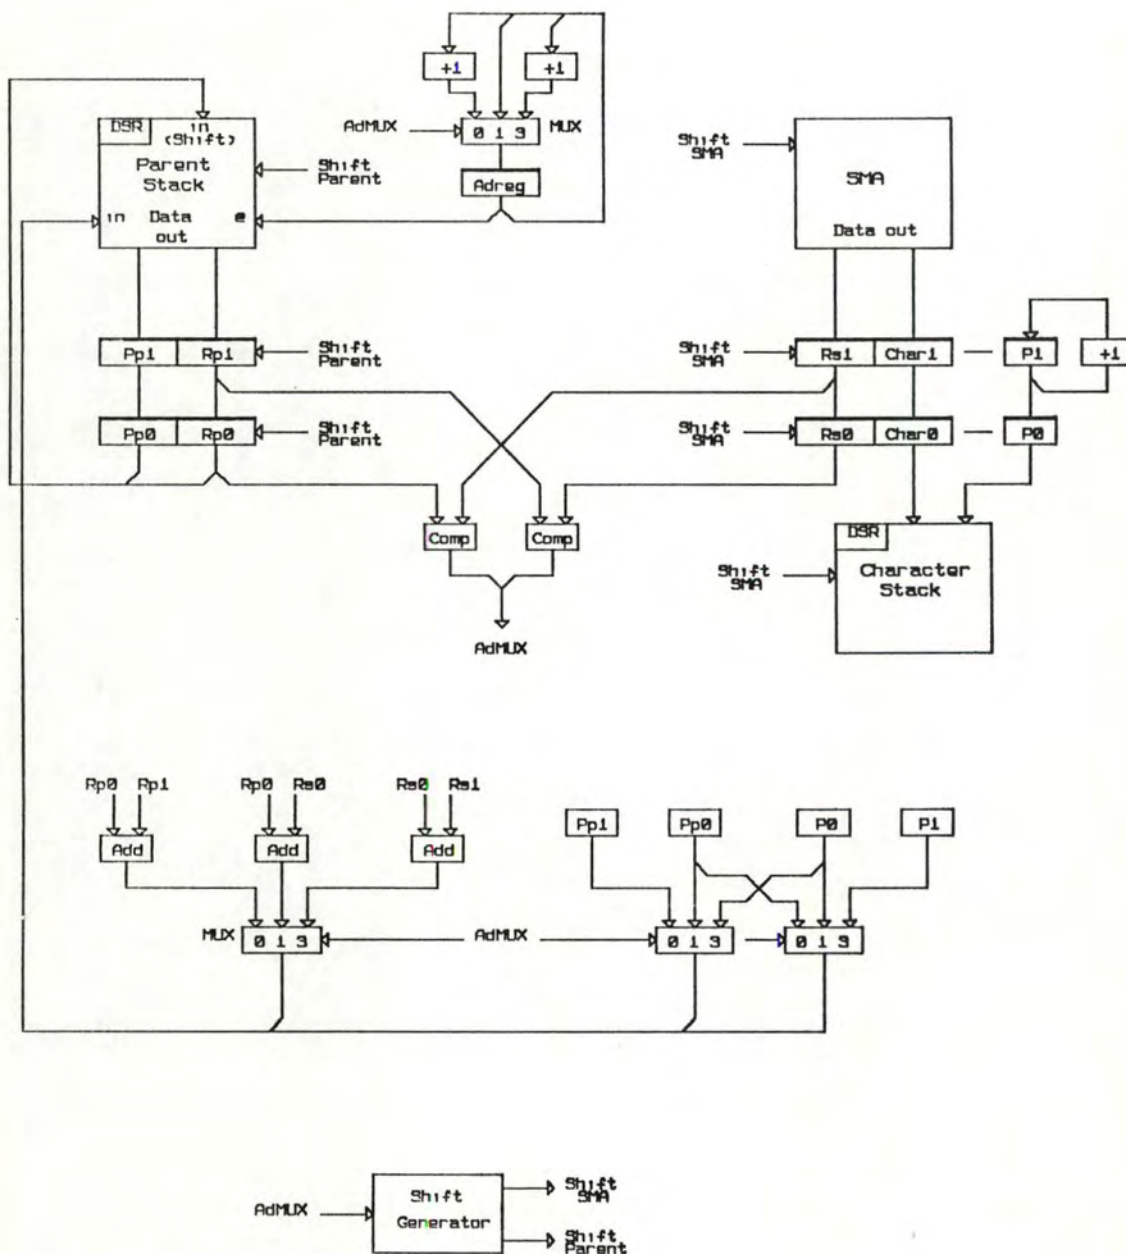 +1
+1
AdMUX
0 1 3
MUX
DSR
in
(Shift)
Parent
Stack
Shift
Parent
Adreg
in
Data
out
e
Shift
SMA
SMA
Data out
Pp1
Rp1
Shift
Parent
Shift
SMA
Rs1
Char1
P1
+1
Pp0
Rp0
Shift
Parent
Shift
SMA
Rs0
Char0
P0
Comp
Comp
AdMUX
DSR
Character
Stack
Shift
SMA
Rp0 Rp1
Rp0 Rs0
Rs0 Rs1
Add
Add
Add
Pp1
Pp0
P0
P1
MUX
0 1 3
AdMUX
0 1 3
0 1 3
AdMUX
Shift
Generator
Shift
SMA
Shift
Parent